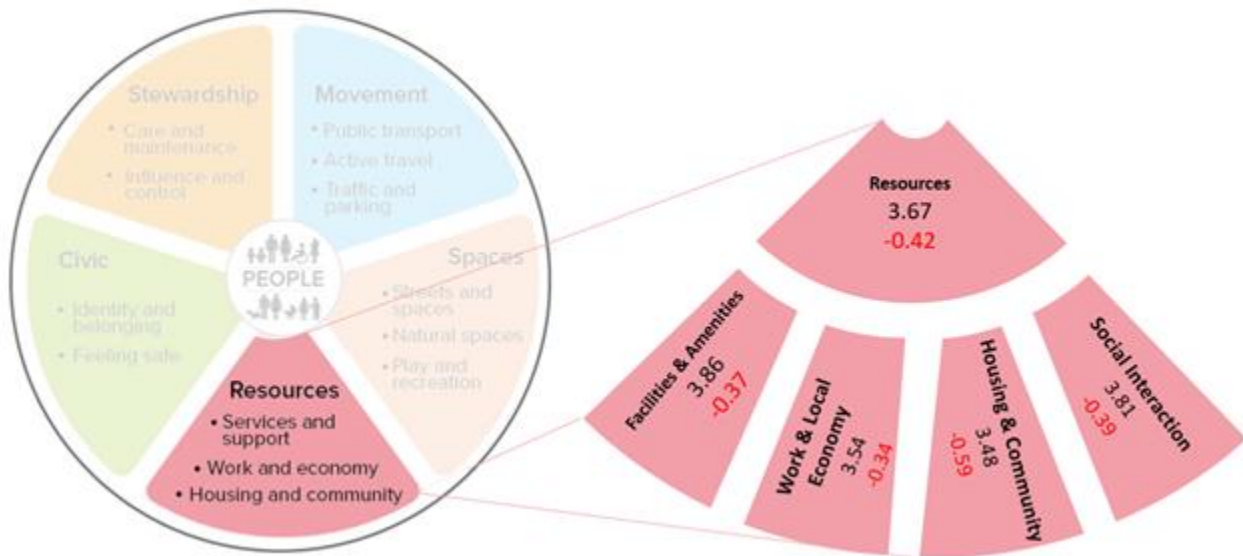 Stewardship
• Care and
maintenance
• Influence and
control
Movement
• Public transport
• Active travel
• Traffic and
parking
Civic
• Identity and
belonging
• Feeling safe
PEOPLE
Spaces
• Streets and
spaces
• Natural spaces
• Play and
recreation
Resources
• Services and
support
• Work and economy
• Housing and community
Resources
3.67
-0.42
Facilities & Amenities
3.86
-0.37
Work & Local
Economy
3.54
-0.34
Housing & Community
3.48
-0.59
Social Interaction
3.81
-0.39